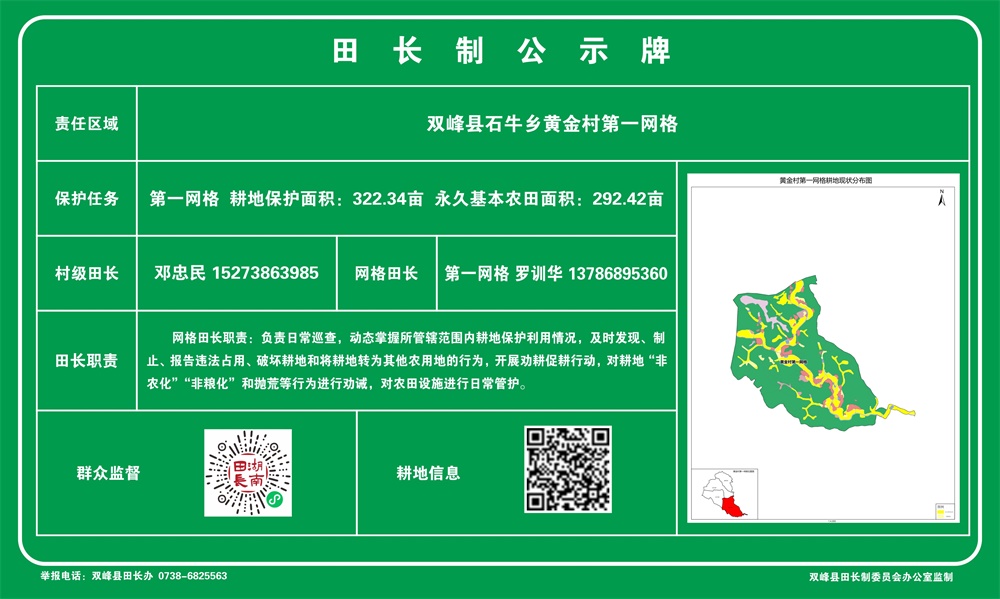 田长制公示牌
责任区域
双峰县石牛乡黄金村第一网格
保护任务
第一网格 耕地保护面积：322.34亩 永久基本农田面积：292.42亩
黄金村第一网格耕地现状分布图
N
村级田长
邓忠民 15273863985
网格田长
第一网格 罗训华 13786895360
田长职责
网格田长职责：负责日常巡查，动态掌握所管辖范围内耕地保护利用情况，及时发现、制
止、报告违法占用、破坏耕地和将耕地转为其他农用地的行为，开展劝耕促耕行动，对耕地“非
农化”“非粮化”和抛荒等行为进行劝诫，对农田设施进行日常管护。
黄金村第一网格
群众监督
湖南田長
耕地信息
举报电话：双峰县田长办 0738-6825563
双峰县田长制委员会办公室监制